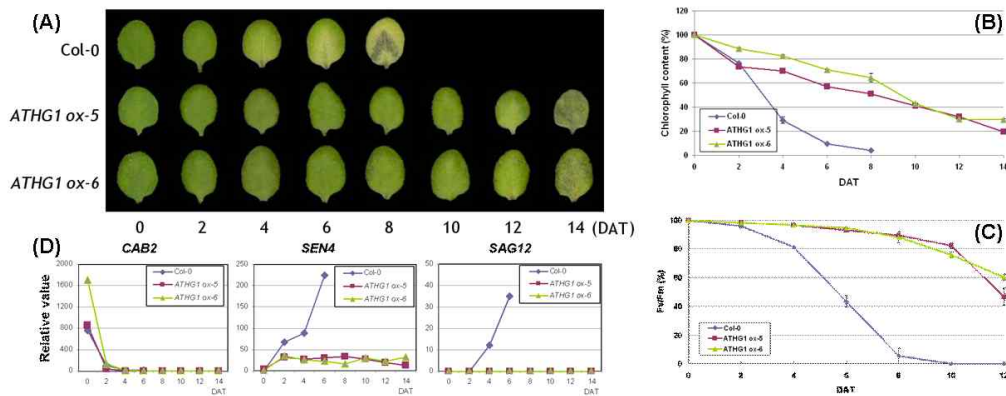 (A)
Col-0
ATHG1 ox-5
ATHG1 ox-6
0 2 4 6 8 10 12 14 (DAT)
(B)
Chlorophyll content (%)
120
100
80
60
40
20
0
Col-0
ATHG1 ox-5
ATHG1 ox-6
0 2 4 6 8 10 12 14
DAT
(C)
Fv/Fm (%)
100
80
60
40
20
0
Col-0
ATHG1 ox-5
ATHG1 ox-6
0 2 4 6 8 10 12
DAT
(D)
Relative value
CAB2
2000
1600
1200
800
400
0
Col-0
ATHG1 ox-5
ATHG1 ox-6
0 2 4 6 8 10 12 14
DAT
SEN4
250
200
150
100
50
0
Col-0
ATHG1 ox-5
ATHG1 ox-6
0 2 4 6 8 10 12 14
DAT
SAG12
50
40
30
20
10
0
Col-0
ATHG1 ox-5
ATHG1 ox-6
0 2 4 6 8 10 12 14
DAT